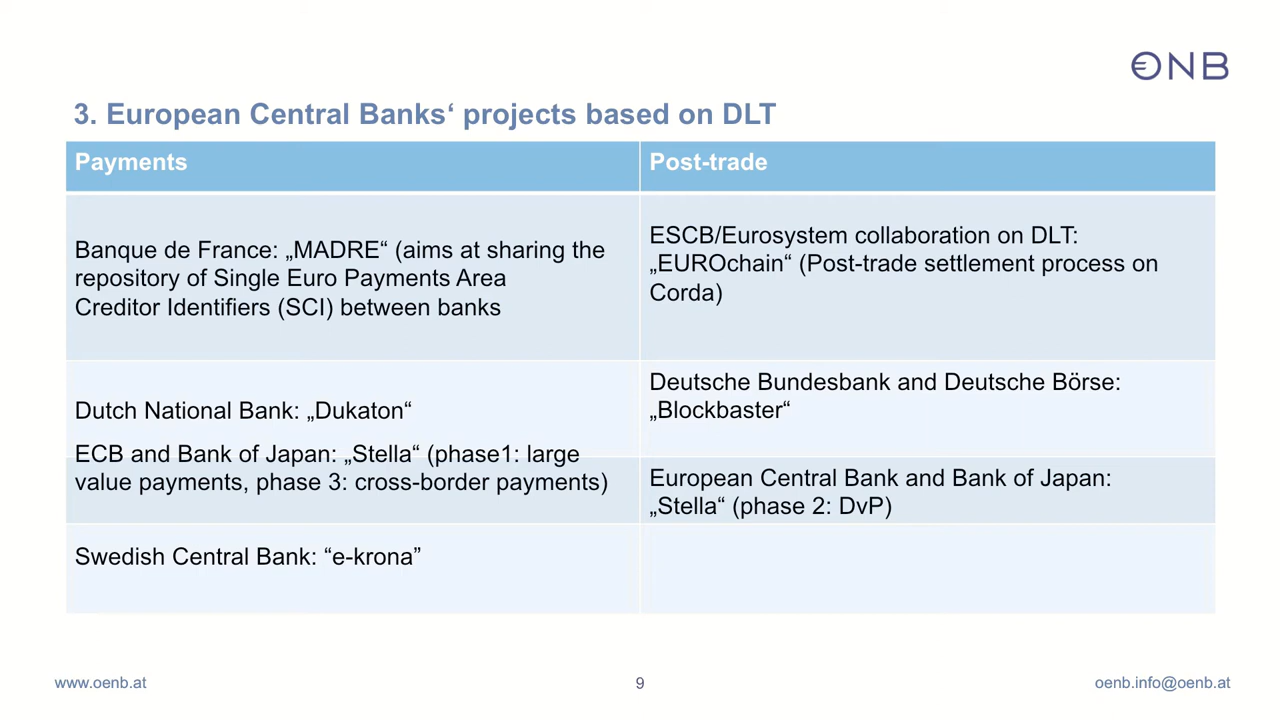 ONB
3. European Central Banks‘ projects based on DLT
Payments
Post-trade
Banque de France: „MADRE“ (aims at sharing the
repository of Single Euro Payments Area
Creditor Identifiers (SCI) between banks
ESCB/Eurosystem collaboration on DLT:
„EUROchain“ (Post-trade settlement process on
Corda)
Dutch National Bank: „Dukaton“
Deutsche Bundesbank and Deutsche Börse:
„Blockbaster“
ECB and Bank of Japan: „Stella“ (phase1: large
value payments, phase 3: cross-border payments)
European Central Bank and Bank of Japan:
„Stella“ (phase 2: DvP)
Swedish Central Bank: “e-krona”
www.oenb.at
9
oenb.info@oenb.at